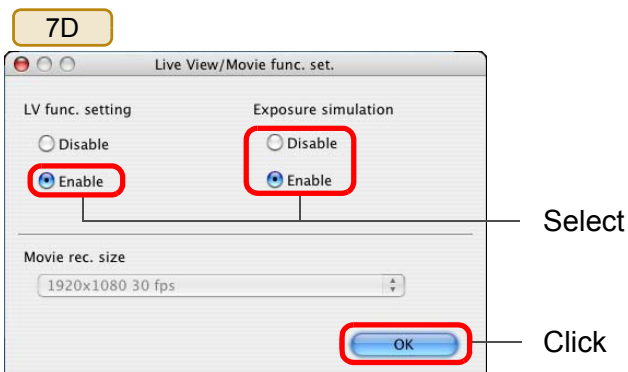 7D
Live View/Movie func. set.
LV func. setting Exposure simulation
Disable Disable
Enable Enable
Select
Movie rec. size
1920x1080 30 fps
OK Click